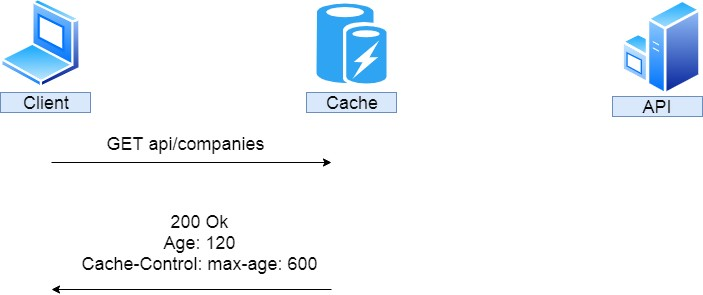 Client
Cache
API
GET api/companies
200 Ok
Age: 120
Cache-Control: max-age: 600